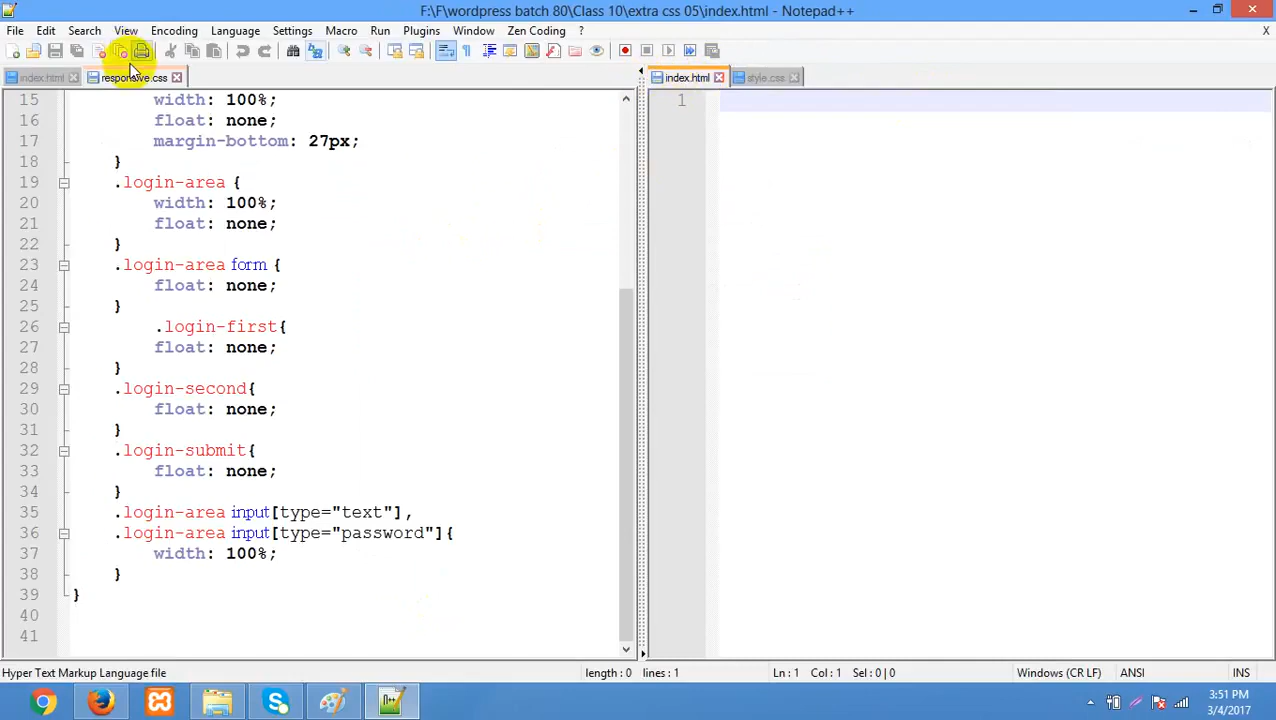 F:\F\wordpress batch 80\Class 10\extra css 05\index.html - Notepad++
File Edit Search View Encoding Language Settings Macro Run Plugins Window Zen Coding ? X
index.html responsive.css index.html style.css
15 width: 100%;
16 float: none;
17 margin-bottom: 27px;
18 }
19 .login-area {
20 width: 100%;
21 float: none;
22 }
23 .login-area form {
24 float: none;
25 }
26 .login-first{
27 float: none;
28 }
29 .login-second{
30 float: none;
31 }
32 .login-submit{
33 float: none;
34 }
35 .login-area input[type="text"],
36 .login-area input[type="password"]{
37 width: 100%;
38 }
39 }
40
41
1
Hyper Text Markup Language file length : 0 lines : 1 Ln : 1 Col : 1 Sel : 0 | 0 Windows (CR LF) ANSI INS
3:51 PM
3/4/2017